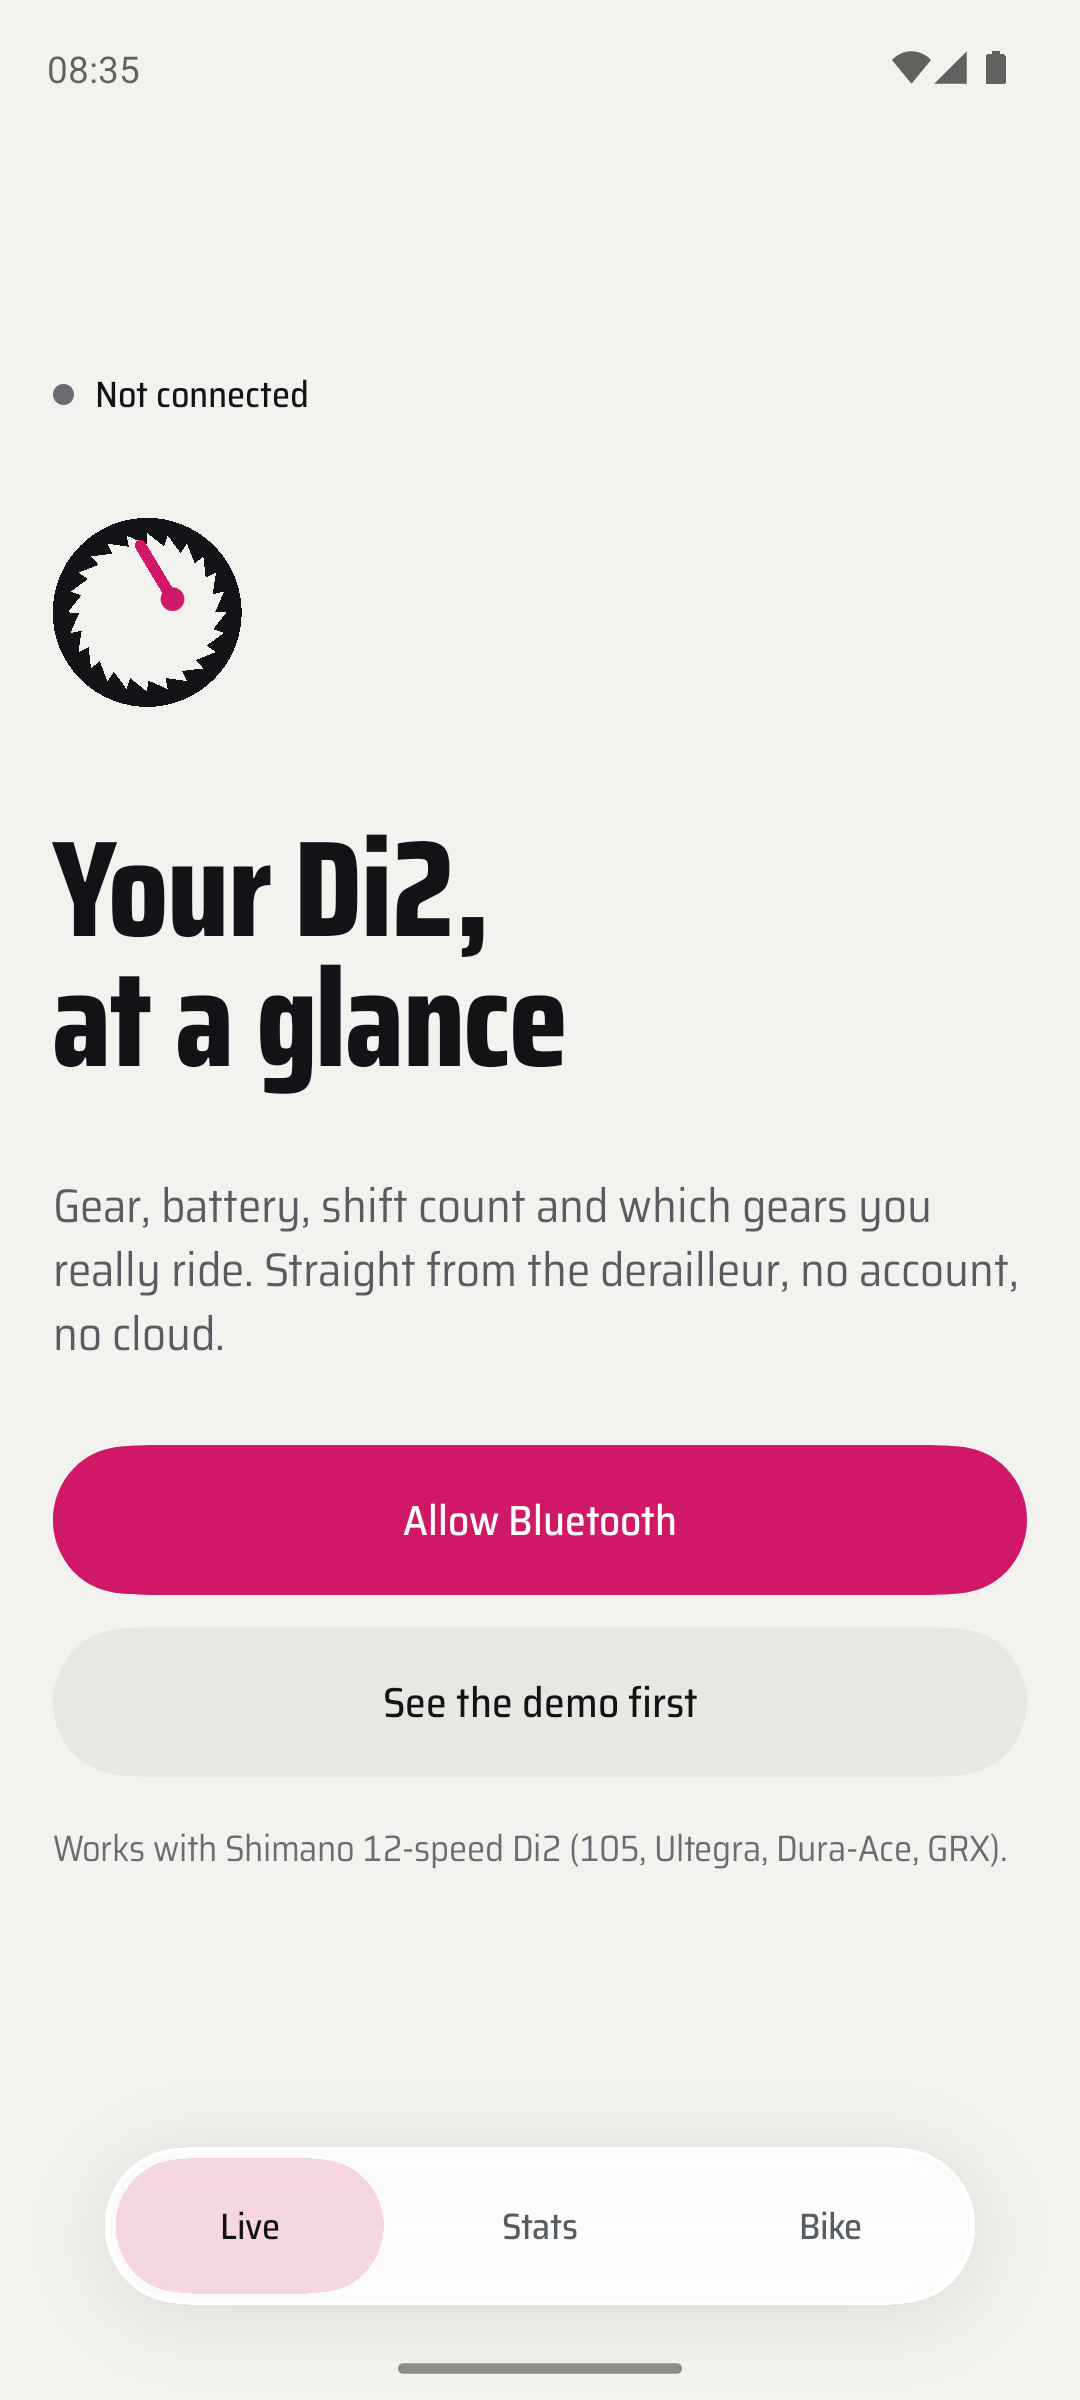 08:35
Not connected
Your Di2,
at a glance
Gear, battery, shift count and which gears you
really ride. Straight from the derailleur, no account,
no cloud.
Allow Bluetooth
See the demo first
Works with Shimano 12-speed Di2 (105, Ultegra, Dura-Ace, GRX).
Live
Stats
Bike